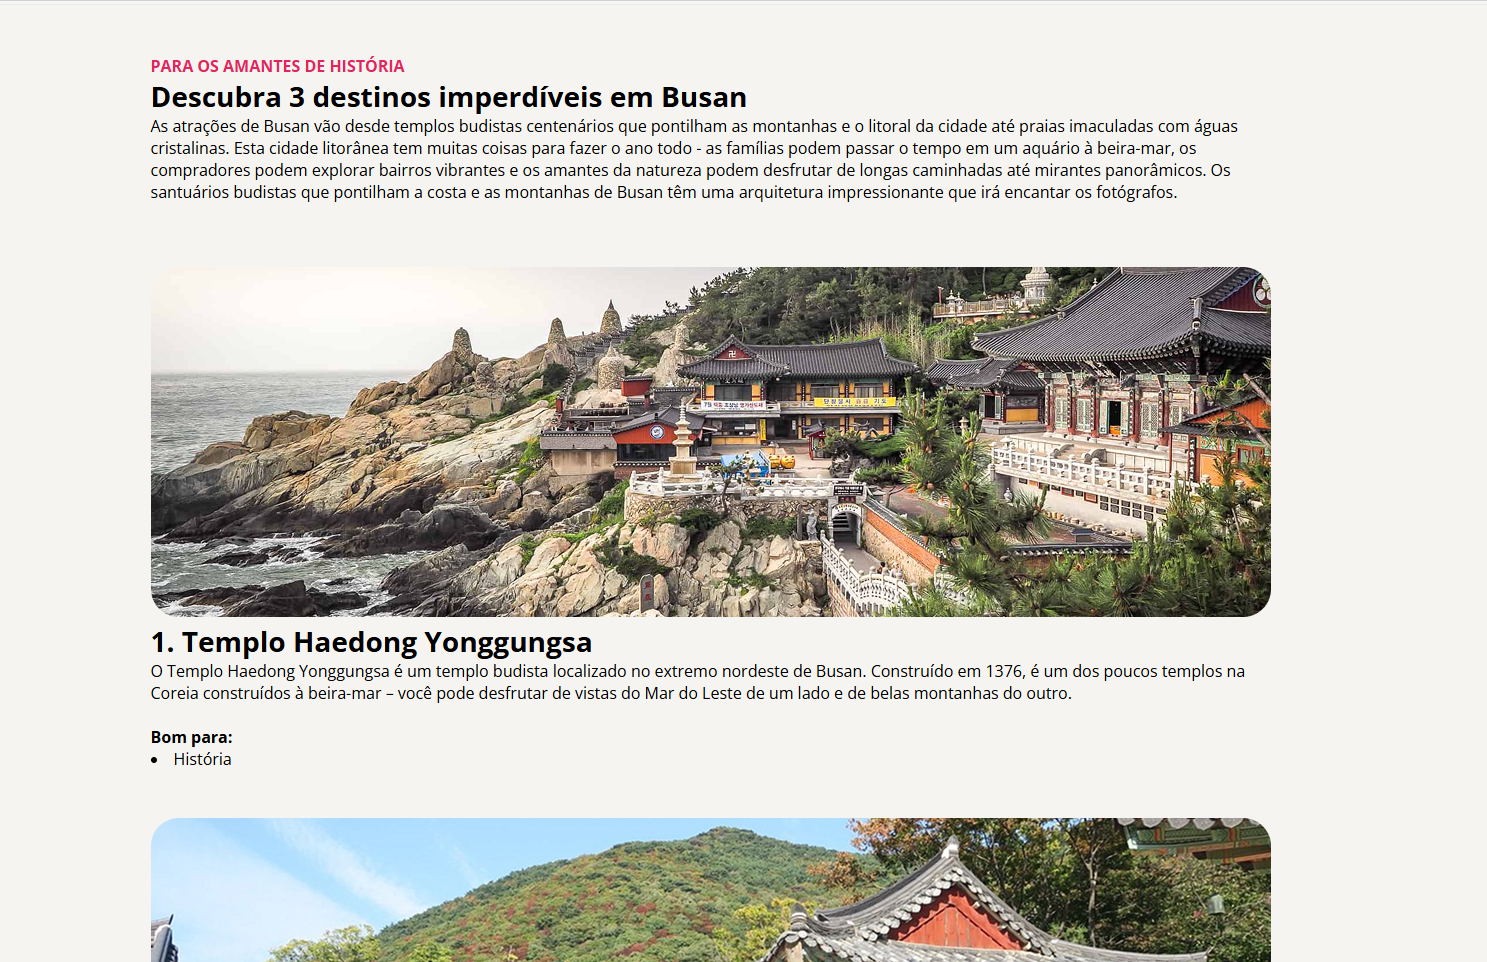 PARA OS AMANTES DE HISTÓRIA
Descubra 3 destinos imperdíveis em Busan
As atrações de Busan vão desde templos budistas centenários que pontilham as montanhas e o litoral da cidade até praias imaculadas com águas
cristalinas. Esta cidade litorânea tem muitas coisas para fazer o ano todo - as famílias podem passar o tempo em um aquário à beira-mar, os
compradores podem explorar bairros vibrantes e os amantes da natureza podem desfrutar de longas caminhadas até mirantes panorâmicos. Os
santuários budistas que pontilham a costa e as montanhas de Busan têm uma arquitetura impressionante que irá encantar os fotógrafos.
1. Templo Haedong Yonggungsa
O Templo Haedong Yonggungsa é um templo budista localizado no extremo nordeste de Busan. Construído em 1376, é um dos poucos templos na
Coreia construídos à beira-mar – você pode desfrutar de vistas do Mar do Leste de um lado e de belas montanhas do outro.
Bom para:
• História